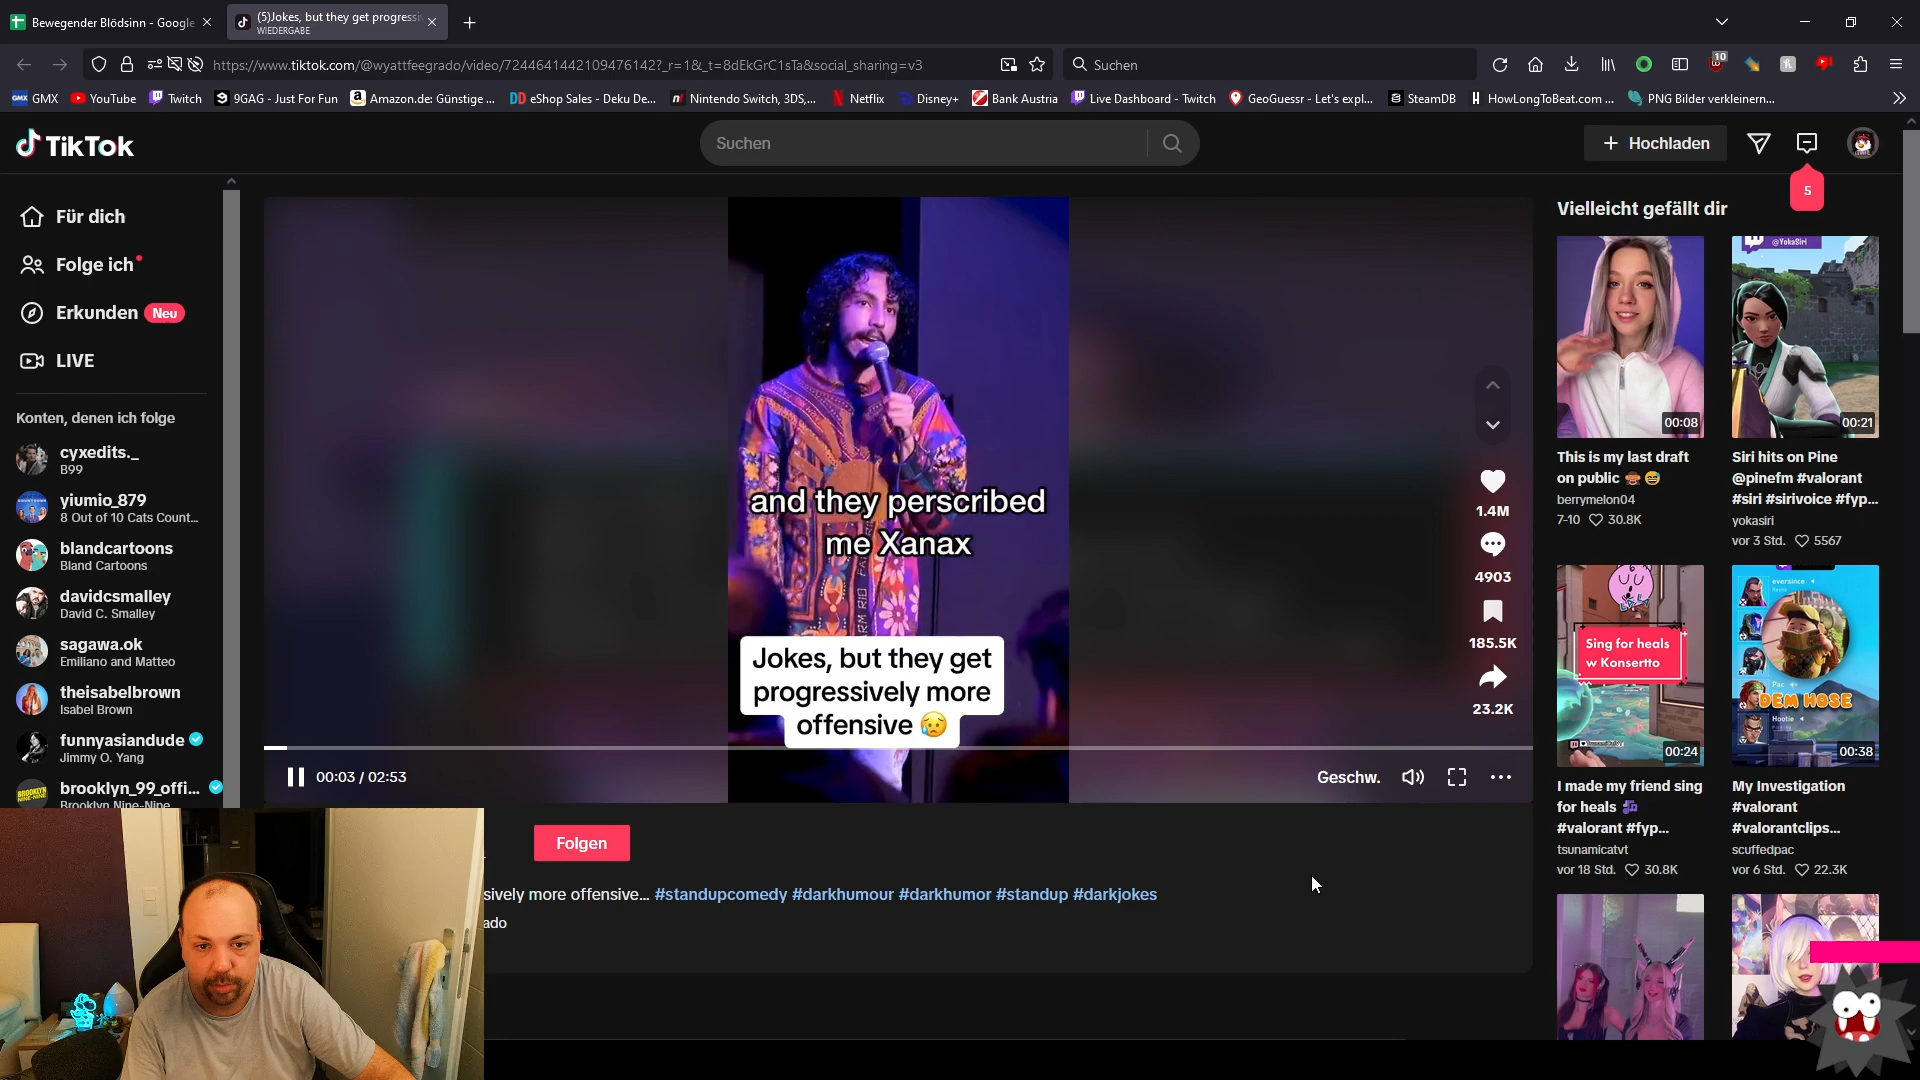 Bewegender Blödsinn - Google
(5)Jokes, but they get progressi
WIEDERGABE
https://www.tiktok.com/@wyattfeegrado/video/7244641442109476142?_r=1&_t=8dEkGrC1sTa&social_sharing=v3
Suchen
10
GMX
YouTube
Twitch
9GAG - Just For Fun
Amazon.de: Günstige ...
eShop Sales - Deku De...
Nintendo Switch, 3DS,...
Netflix
Disney+
Bank Austria
Live Dashboard - Twitch
GeoGuessr - Let's expl...
SteamDB
HowLongToBeat.com ...
PNG Bilder verkleinern...
TikTok
Suchen
Hochladen
5
Für dich
Folge ich
Erkunden Neu
LIVE
Konten, denen ich folge
cyxedits._
B99
yiumio_879
8 Out of 10 Cats Count...
blandcartoons
Bland Cartoons
davidcsmalley
David C. Smalley
sagawa.ok
Emiliano and Matteo
theisabelbrown
Isabel Brown
funnyasiandude
Jimmy O. Yang
brooklyn_99_offi...
Brooklyn Nine-Nine
and they perscribed
me Xanax
Jokes, but they get
progressively more
offensive 😥
1.4M
4903
185.5K
23.2K
00:03 / 02:53
Geschw.
Folgen
sively more offensive... #standupcomedy #darkhumour #darkhumor #standup #darkjokes
ado
Vielleicht gefällt dir
00:08
This is my last draft
on public 🙈 😅
berrymelon04
7-10 30.8K
@YokaSiri
00:21
Siri hits on Pine
@pinefm #valorant
#siri #sirivoice #fyp...
yokasiri
vor 3 Std. 5567
Sing for heals
w Konsertto
00:24
I made my friend sing
for heals 🎶
#valorant #fyp...
tsunamicatvt
vor 18 Std. 30.8K
eversince
Pac
DEM HOSE
Hootie
00:38
My Investigation
#valorant
#valorantclips...
scuffedpac
vor 6 Std. 22.3K